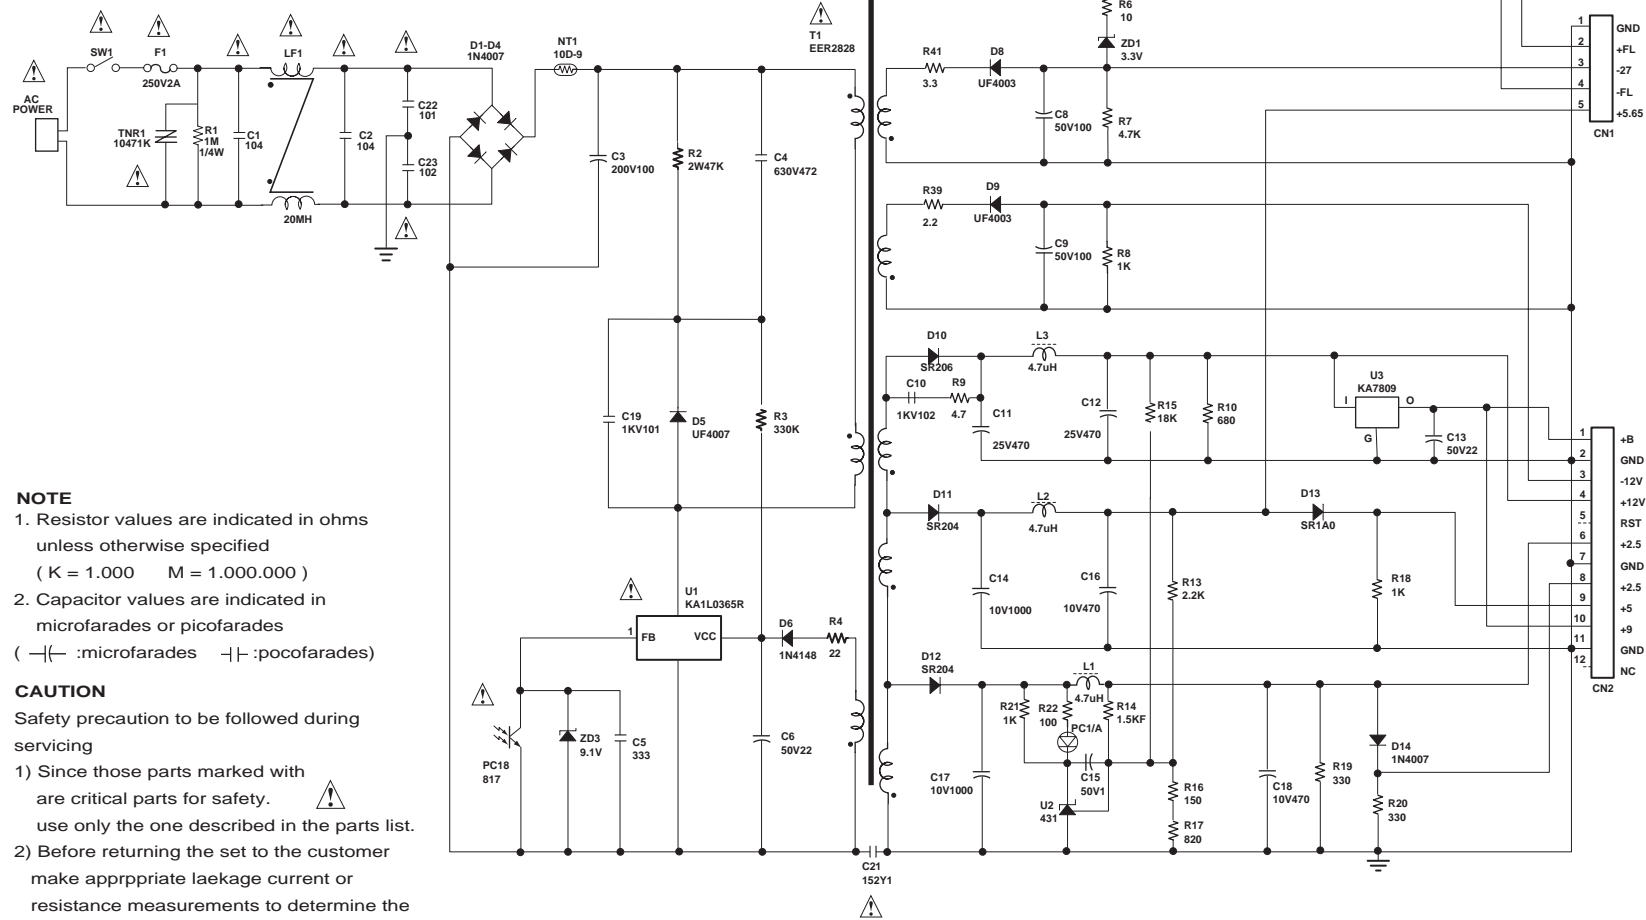 T1
EER2828
R6
10
ZD1
3.3V
SW1
F1
250V2A
LF1
20MH
D1-D4
1N4007
NT1
10D-9
AC
POWER
TNR1
10471K
R1
1M
1/4W
C1
104
C2
104
C22
101
C23
102
C3
200V100
R2
2W47K
C4
630V472
R41
3.3
D8
UF4003
C8
50V100
R7
4.7K
1
2
3
4
5
GND
+FL
-27
-FL
+5.65
CN1
R39
2.2
D9
UF4003
C9
50V100
R8
1K
C19
1KV101
D5
UF4007
R3
330K
D10
SR206
C10
1KV102
R9
4.7
C11
25V470
L3
4.7uH
C12
25V470
R15
18K
R10
680
U3
KA7809
I
O
G
C13
50V22
1
2
3
4
5
6
7
8
9
10
11
12
+B
GND
-12V
+12V
RST
+2.5
GND
+2.5
+5
+9
GND
NC
CN2
D11
SR204
L2
4.7uH
C14
10V1000
C16
10V470
R13
2.2K
D13
SR1A0
R18
1K
U1
KA1L0365R
1
FB
VCC
D6
1N4148
R4
22
PC18
817
ZD3
9.1V
C5
333
C6
50V22
D12
SR204
L1
4.7uH
C17
10V1000
R21
1K
R22
100
PC1/A
R14
1.5KF
C15
50V1
U2
431
R16
150
R17
820
C18
10V470
R19
330
D14
1N4007
R20
330
C21
152Y1
NOTE
1. Resistor values are indicated in ohms
unless otherwise specified
( K = 1.000 M = 1.000.000 )
2. Capacitor values are indicated in
microfarades or picofarades
( :microfarades :pocofarades)
CAUTION
Safety precaution to be followed during
servicing
1) Since those parts marked with
are critical parts for safety.
use only the one described in the parts list.
2) Before returning the set to the customer
make apprppriate laekage current or
resistance measurements to determine the